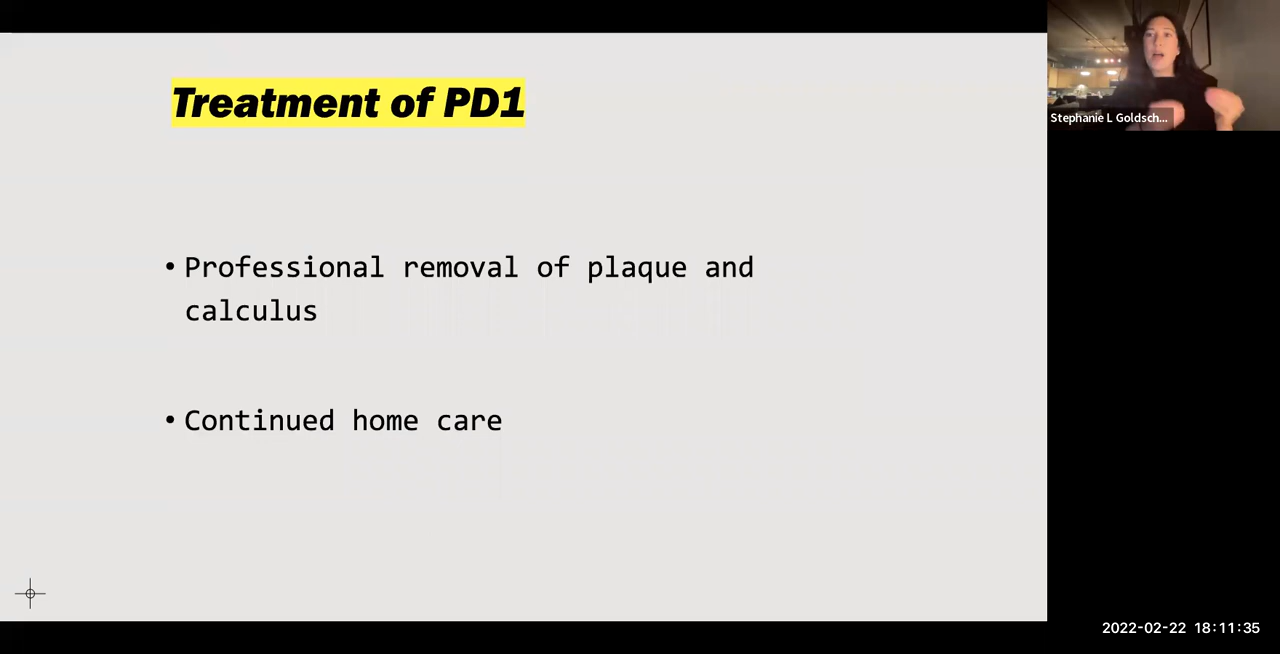 Treatment of PD1
• Professional removal of plaque and
calculus
• Continued home care
Stephanie L Goldsch...
2022-02-22 18:11:35